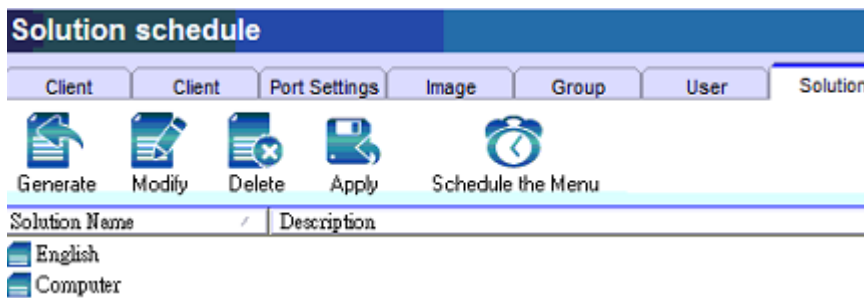 Solution schedule
Client Client Port Settings Image Group User Solution
Generate Modify Delete Apply Schedule the Menu
Solution Name Description
English
Computer